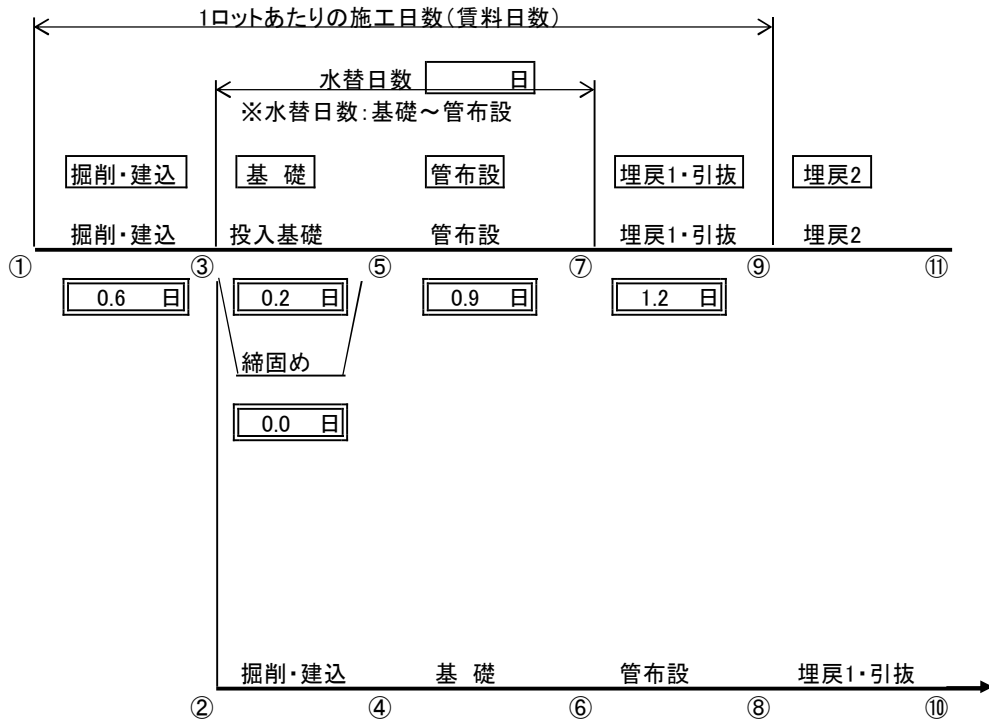 1ロットあたりの施工日数(賃料日数)
水替日数 日
※水替日数:基礎～管布設
掘削・建込 基 礎 管布設 埋戻1・引抜 埋戻2
掘削・建込 投入基礎 管布設 埋戻1・引抜 埋戻2
① ③ ⑤ ⑦ ⑨ ⑪
0.6 日 0.2 日 0.9 日 1.2 日
締固め
0.0 日
掘削・建込 基 礎 管布設 埋戻1・引抜
② ④ ⑥ ⑧ ⑩